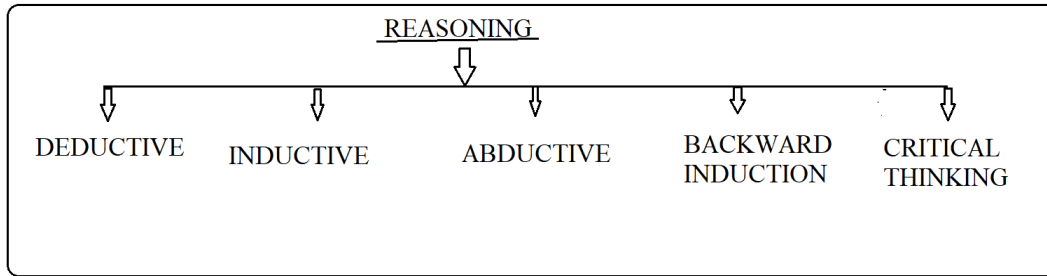 REASONING
DEDUCTIVE
INDUCTIVE
ABDUCTIVE
BACKWARD
INDUCTION
CRITICAL
THINKING